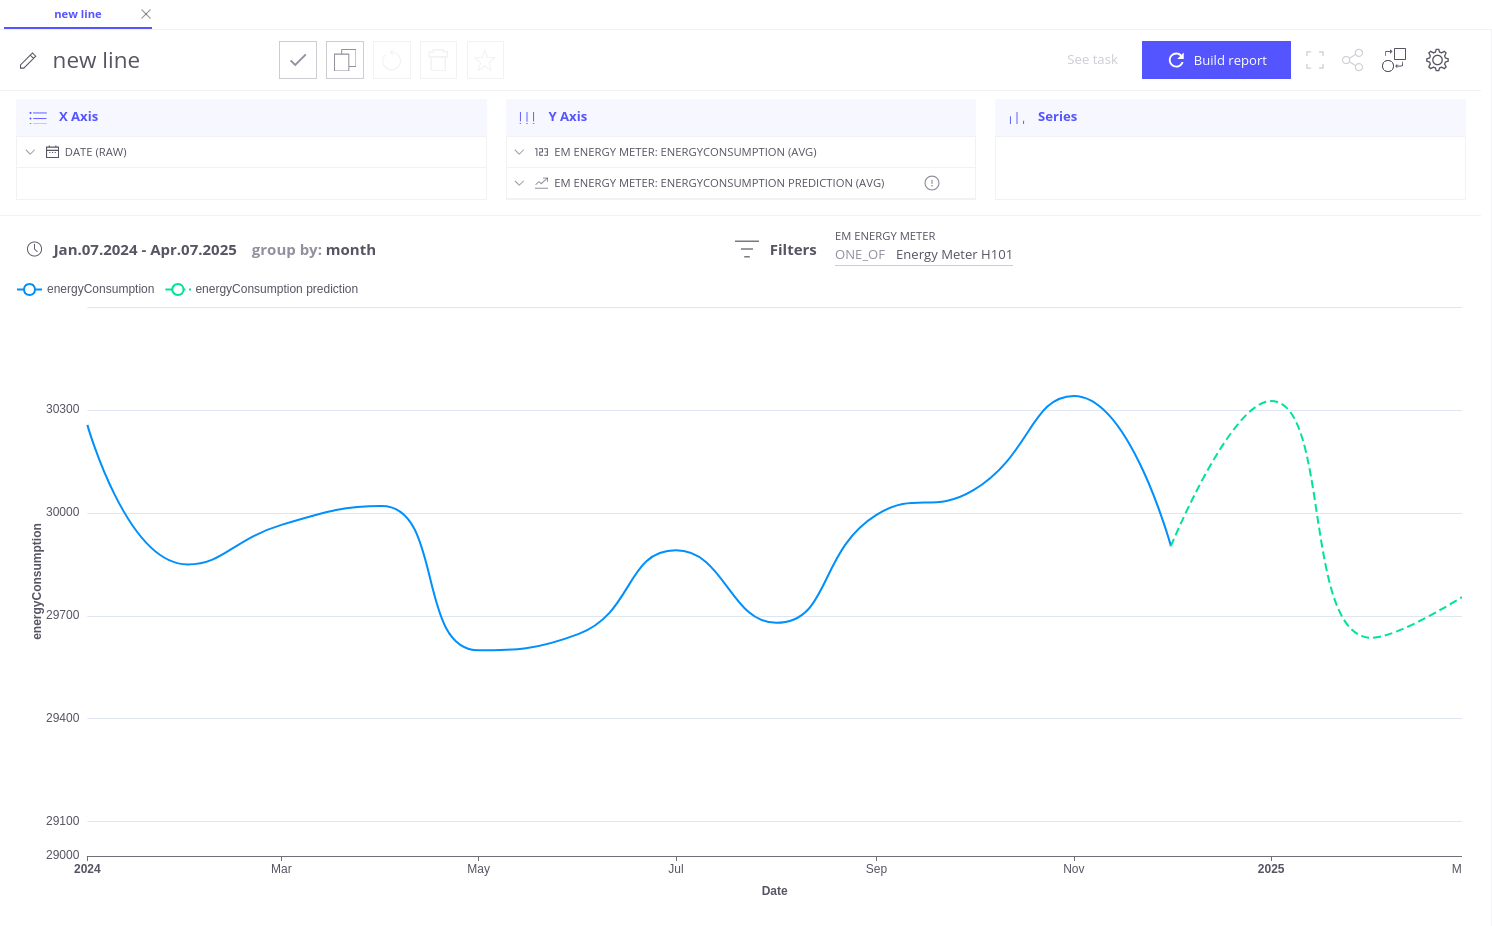 new line
new line
See task
Build report
X Axis
Y Axis
Series
DATE (RAW)
123 EM ENERGY METER: ENERGYCONSUMPTION (AVG)
EM ENERGY METER: ENERGYCONSUMPTION PREDICTION (AVG)
Jan.07.2024 - Apr.07.2025 group by: month
Filters
EM ENERGY METER
ONE_OF Energy Meter H101
energyConsumption
energyConsumption prediction
30300
30000
29700
29400
29100
29000
energyConsumption
2024 Mar May Jul Sep Nov 2025 M
Date